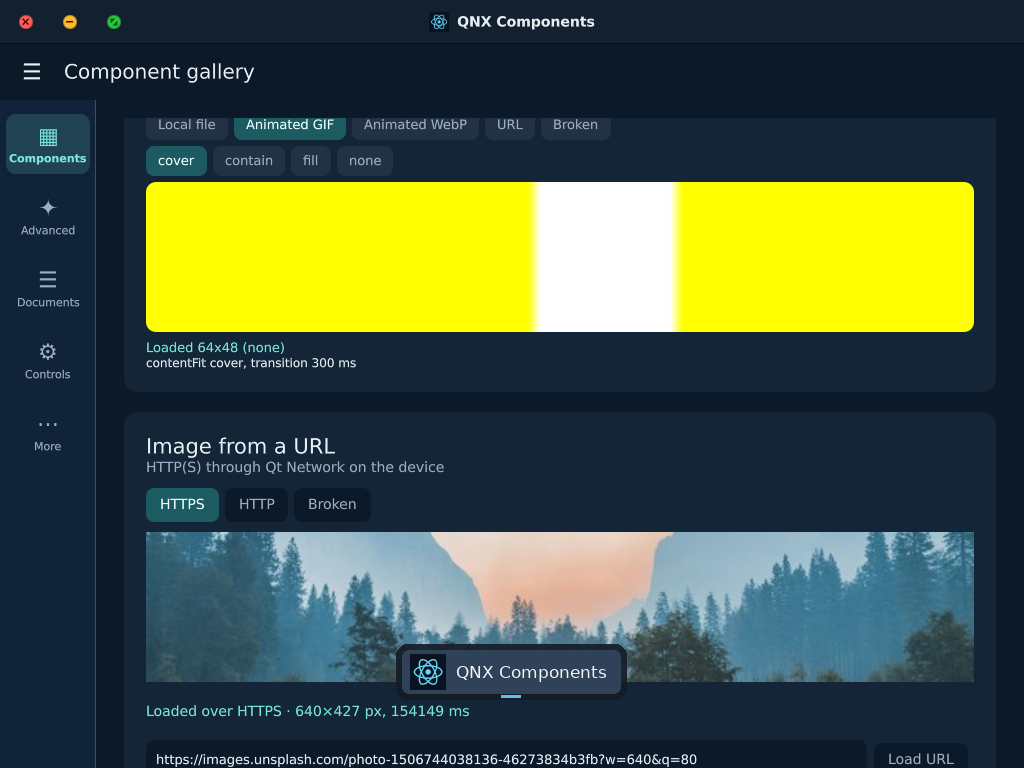 QNX Components
☰ Component gallery
Components
Advanced
Documents
Controls
More
Local file Animated GIF Animated WebP URL Broken
cover contain fill none
Loaded 64x48 (none)
contentFit cover, transition 300 ms
Image from a URL
HTTP(S) through Qt Network on the device
HTTPS HTTP Broken
QNX Components
Loaded over HTTPS · 640×427 px, 154149 ms
https://images.unsplash.com/photo-1506744038136-46273834b3fb?w=640&q=80 Load URL